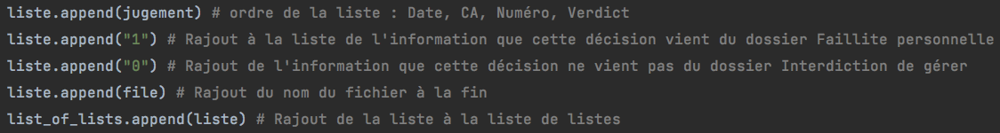 liste.append(jugement) # ordre de la liste : Date, CA, Numéro, Verdict
liste.append("1") # Rajout à la liste de l'information que cette décision vient du dossier Faillite personnelle
liste.append("0") # Rajout de l'information que cette décision ne vient pas du dossier Interdiction de gérer
liste.append(file) # Rajout du nom du fichier à la fin
list_of_lists.append(liste) # Rajout de la liste à la liste de listes